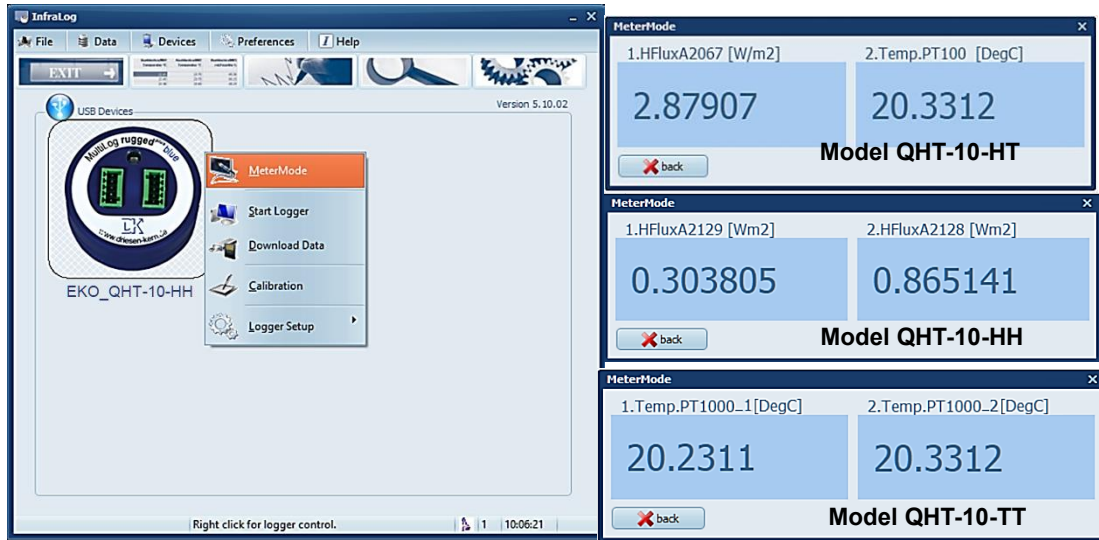 InfraLog
File Data Devices Preferences Help
EXIT
Version 5.10.02
USB Devices
MultiLog rugged blue
www.driesen-kern.de
EKO_QHT-10-HH
MeterMode
Start Logger
Download Data
Calibration
Logger Setup
Right click for logger control. 1 10:06:21
MeterMode
1.HFluxA2067 [W/m2] 2.Temp.PT100 [DegC]
2.87907 20.3312
back
Model QHT-10-HT
MeterMode
1.HFluxA2129 [Wm2] 2.HFluxA2128 [Wm2]
0.303805 0.865141
back
Model QHT-10-HH
MeterMode
1.Temp.PT1000_1[DegC] 2.Temp.PT1000_2[DegC]
20.2311 20.3312
back
Model QHT-10-TT